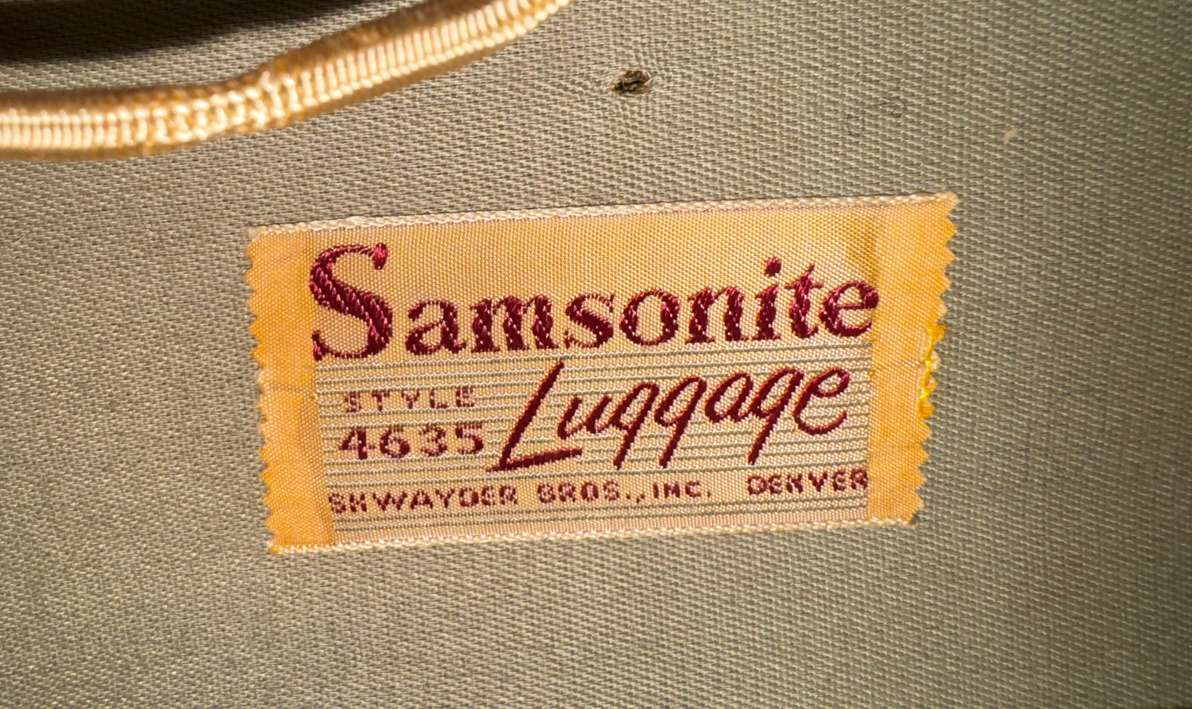 Samsonite
Luggage
STYLE
4635
SHWAYDER BROS., INC. DENVER